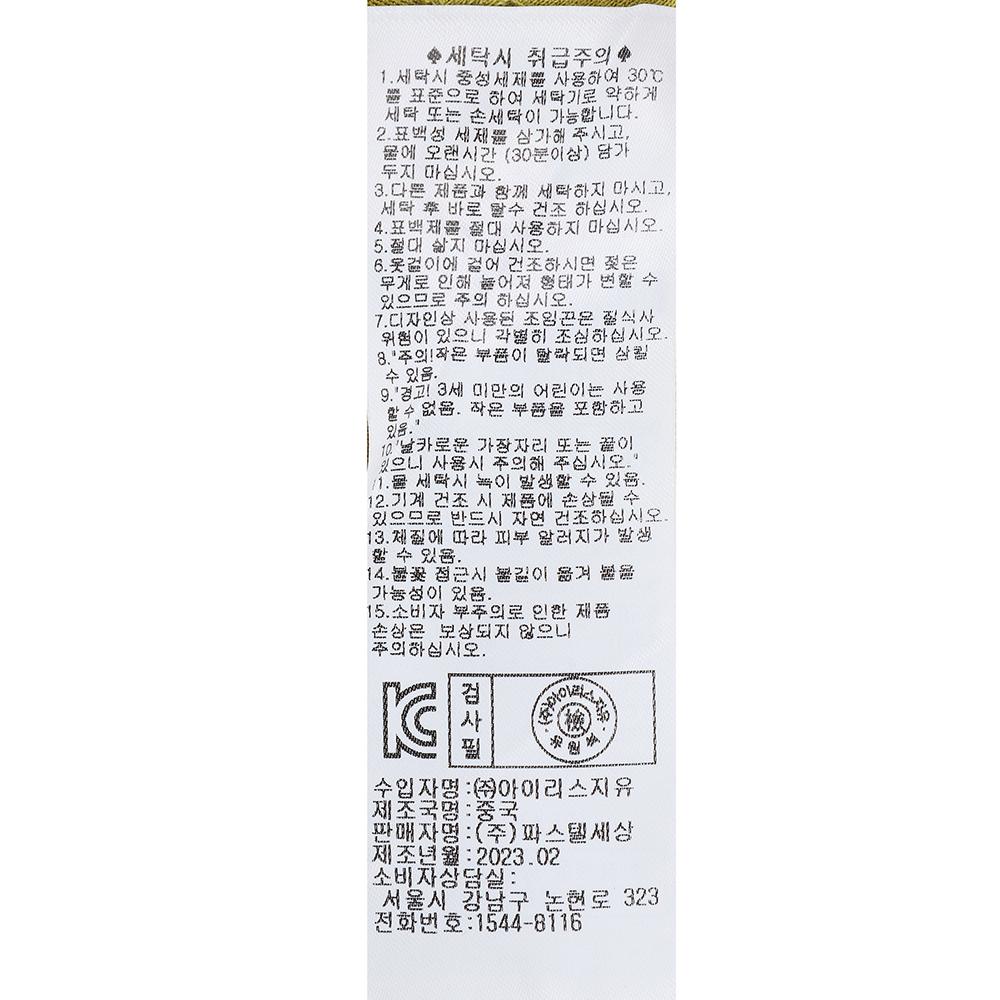 ♠세탁시 취급주의♠
1.세탁시 중성세제를 사용하여 30℃
를 표준으로 하여 세탁기로 약하게
세탁 또는 손세탁이 가능합니다.
2.표백성 세제를 삼가해 주시고,
물에 오랜시간 (30분이상) 담가
두지 마십시오.
3.다른 제품과 함께 세탁하지 마시고,
세탁 후 바로 탈수 건조 하십시오.
4.표백제를 절대 사용하지 마십시오.
5.절대 삶지 마십시오.
6.옷걸이에 걸어 건조하시면 젖은
무게로 인해 늘어져 형태가 변할 수
있으므로 주의 하십시오.
7.디자인상 사용된 조임끈은 질식사
위험이 있으니 각별히 조심하십시오.
8."주의!작은 부품이 탈락되면 삼킬
수 있음.
9."경고! 3세 미만의 어린이는 사용
할 수 없음. 작은 부품을 포함하고
있음."
10."날카로운 가장자리 또는 끝이
있으니 사용시 주의해 주십시오."
11.물 세탁시 녹이 발생할 수 있음.
12.기계 건조 시 제품에 손상될 수
있으므로 반드시 자연 건조하십시오.
13.체질에 따라 피부 알러지가 발생
할 수 있음.
14.불꽃 접근시 불길이 옮겨 붙을
가능성이 있음.
15.소비자 부주의로 인한 제품
손상은 보상되지 않으니
주의하십시오.
KC
검사필
(주)아이리스지유
檢
수입자명:㈜아이리스지유
제조국명:중국
판매자명:(주)파스텔세상
제조년월:2023.02
소비자상담실:
서울시 강남구 논현로 323
전화번호:1544-8116